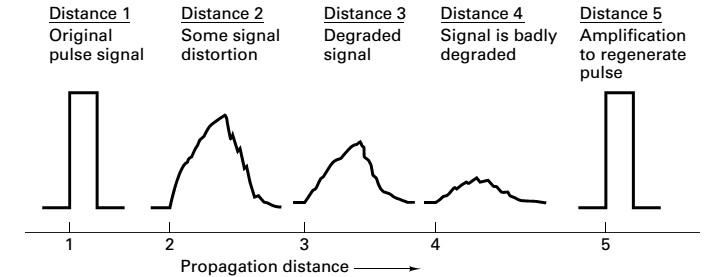 Distance 1
Original
pulse signal
Distance 2
Some signal
distortion
Distance 3
Degraded
signal
Distance 4
Signal is badly
degraded
Distance 5
Amplification
to regenerate
pulse
1
2
3
4
5
Propagation distance